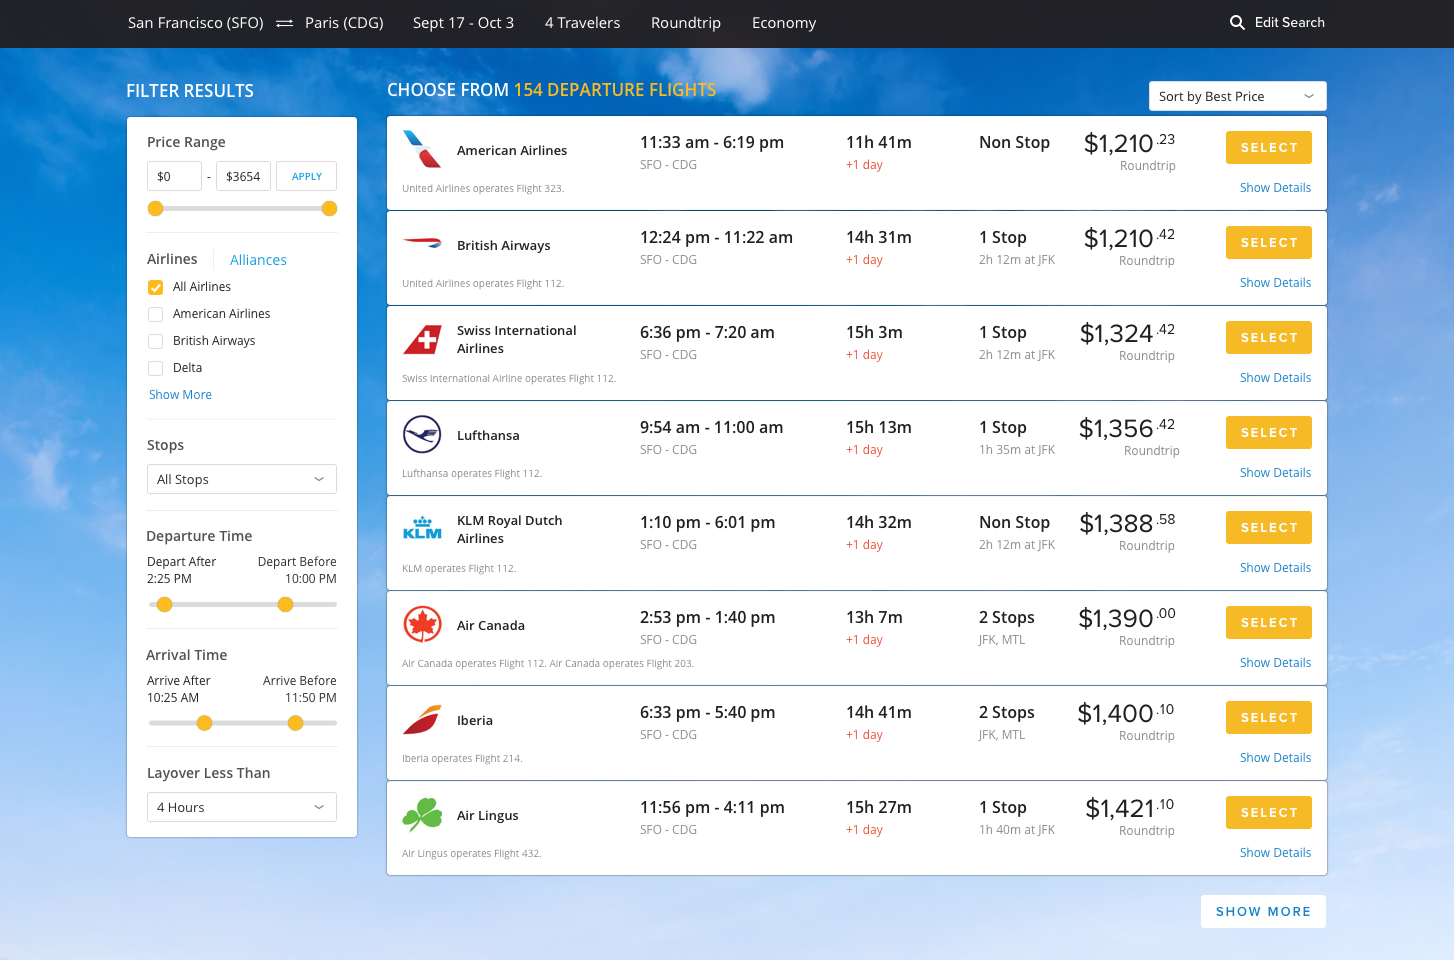 San Francisco (SFO) ⇌ Paris (CDG) Sept 17 - Oct 3 4 Travelers Roundtrip Economy Edit Search
FILTER RESULTS
Price Range
$0 - $3654 APPLY
Airlines Alliances
All Airlines
American Airlines
British Airways
Delta
Show More
Stops
All Stops
Departure Time
Depart After Depart Before
2:25 PM 10:00 PM
Arrival Time
Arrive After Arrive Before
10:25 AM 11:50 PM
Layover Less Than
4 Hours
CHOOSE FROM 154 DEPARTURE FLIGHTS
Sort by Best Price
American Airlines 11:33 am - 6:19 pm 11h 41m Non Stop $1,210.23 SELECT
SFO - CDG +1 day Roundtrip
United Airlines operates Flight 323. Show Details
British Airways 12:24 pm - 11:22 am 14h 31m 1 Stop $1,210.42 SELECT
SFO - CDG +1 day 2h 12m at JFK Roundtrip
United Airlines operates Flight 112. Show Details
Swiss International 6:36 pm - 7:20 am 15h 3m 1 Stop $1,324.42 SELECT
Airlines SFO - CDG +1 day 2h 12m at JFK Roundtrip
Swiss International Airline operates Flight 112. Show Details
Lufthansa 9:54 am - 11:00 am 15h 13m 1 Stop $1,356.42 SELECT
SFO - CDG +1 day 1h 35m at JFK Roundtrip
Lufthansa operates Flight 112. Show Details
KLM KLM Royal Dutch 1:10 pm - 6:01 pm 14h 32m Non Stop $1,388.58 SELECT
Airlines SFO - CDG +1 day 2h 12m at JFK Roundtrip
KLM operates Flight 112. Show Details
Air Canada 2:53 pm - 1:40 pm 13h 7m 2 Stops $1,390.00 SELECT
SFO - CDG +1 day JFK, MTL Roundtrip
Air Canada operates Flight 112. Air Canada operates Flight 203. Show Details
Iberia 6:33 pm - 5:40 pm 14h 41m 2 Stops $1,400.10 SELECT
SFO - CDG +1 day JFK, MTL Roundtrip
Iberia operates Flight 214. Show Details
Air Lingus 11:56 pm - 4:11 pm 15h 27m 1 Stop $1,421.10 SELECT
SFO - CDG +1 day 1h 40m at JFK Roundtrip
Air Lingus operates Flight 432. Show Details
SHOW MORE